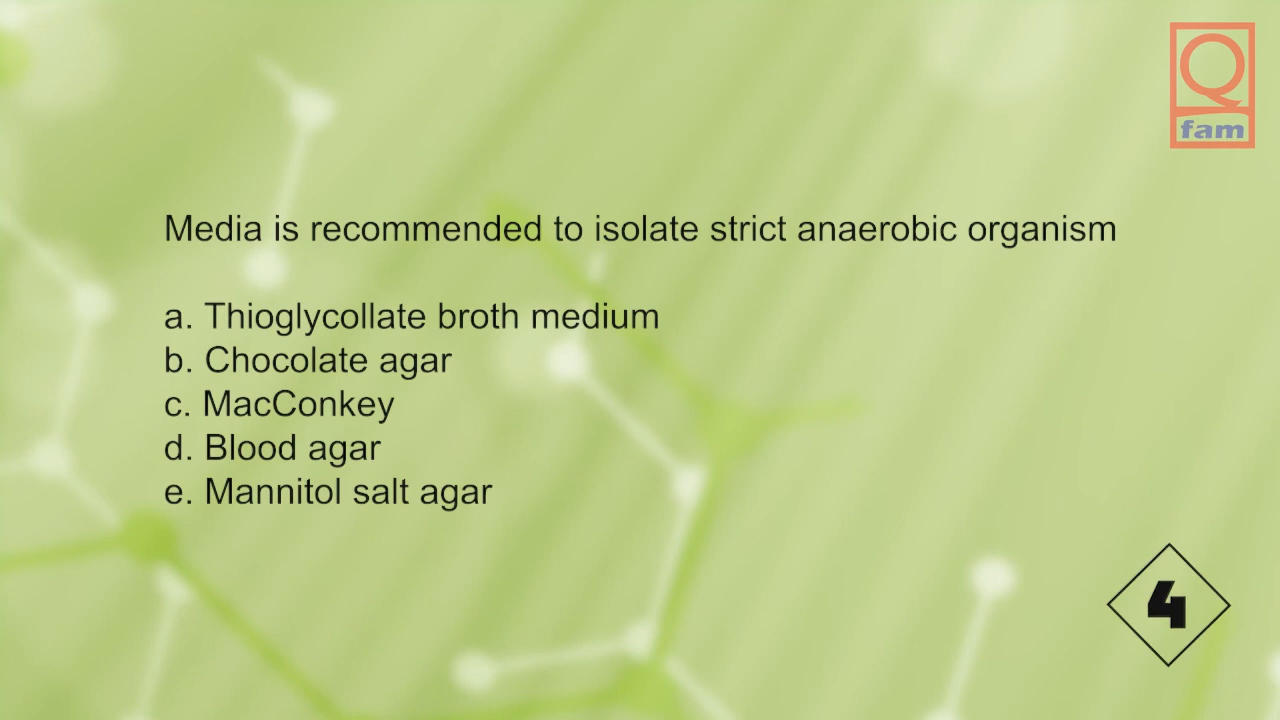 Q
fam
Media is recommended to isolate strict anaerobic organism
a. Thioglycollate broth medium
b. Chocolate agar
c. MacConkey
d. Blood agar
e. Mannitol salt agar
4